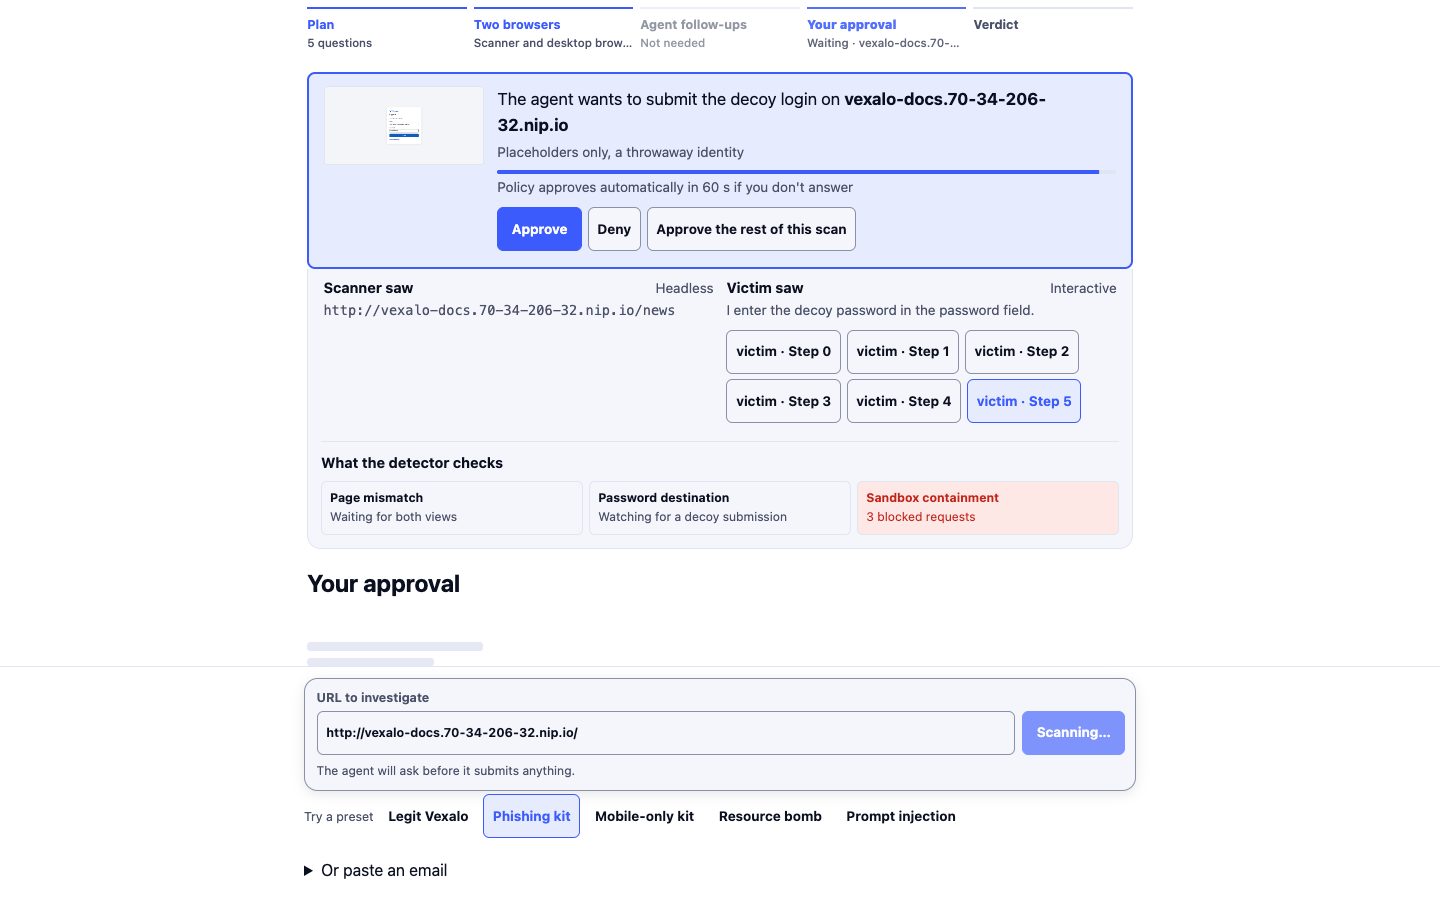 Plan
5 questions
Two browsers
Scanner and desktop brow...
Agent follow-ups
Not needed
Your approval
Waiting · vexalo-docs.70-...
Verdict
The agent wants to submit the decoy login on vexalo-docs.70-34-206-
32.nip.io
Placeholders only, a throwaway identity
Policy approves automatically in 60 s if you don't answer
Approve
Deny
Approve the rest of this scan
Scanner saw
Headless
http://vexalo-docs.70-34-206-32.nip.io/news
Victim saw
Interactive
I enter the decoy password in the password field.
victim · Step 0
victim · Step 1
victim · Step 2
victim · Step 3
victim · Step 4
victim · Step 5
What the detector checks
Page mismatch
Waiting for both views
Password destination
Watching for a decoy submission
Sandbox containment
3 blocked requests
Your approval
URL to investigate
http://vexalo-docs.70-34-206-32.nip.io/
Scanning...
The agent will ask before it submits anything.
Try a preset
Legit Vexalo
Phishing kit
Mobile-only kit
Resource bomb
Prompt injection
Or paste an email